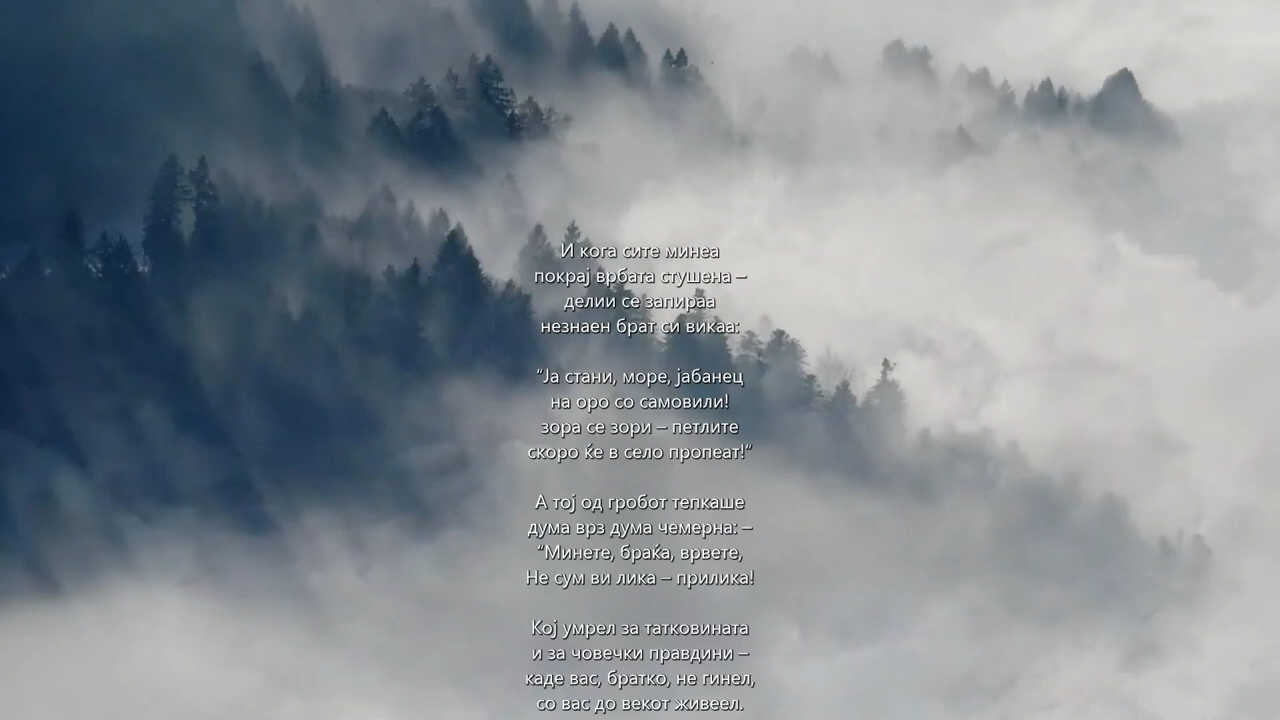 И кога сите минеа
покрај врбата стушена –
делии се запираа
незнаен брат си викаа:
“Ја стани, море, јабанец
на оро со самовили!
зора се зори – петлите
скоро ќе в село пропеат!”
А тој од гробот тепкаше
дума врз дума чемерна: –
“Минете, браќа, врвете,
Не сум ви лика – прилика!
Кој умрел за татковината
и за човечки правдини –
каде вас, братко, не гинел,
со вас до векот живеел.